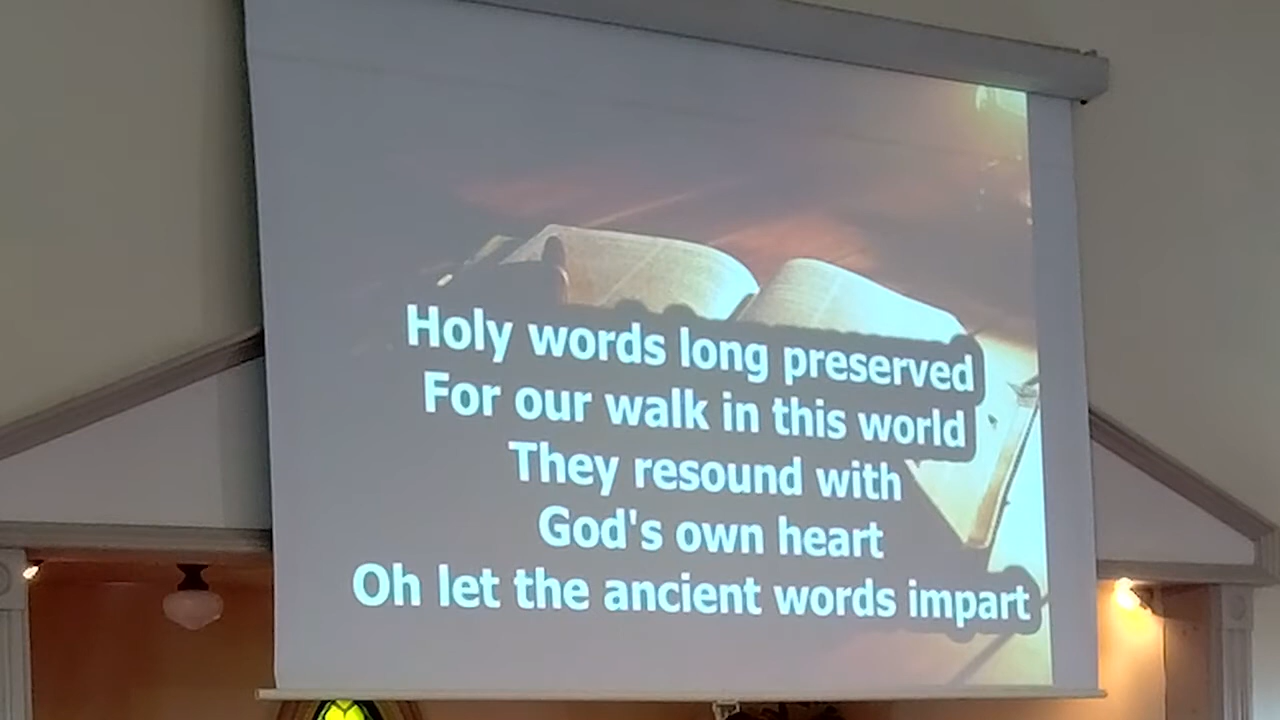 Holy words long preserved
For our walk in this world
They resound with
God's own heart
Oh let the ancient words impart